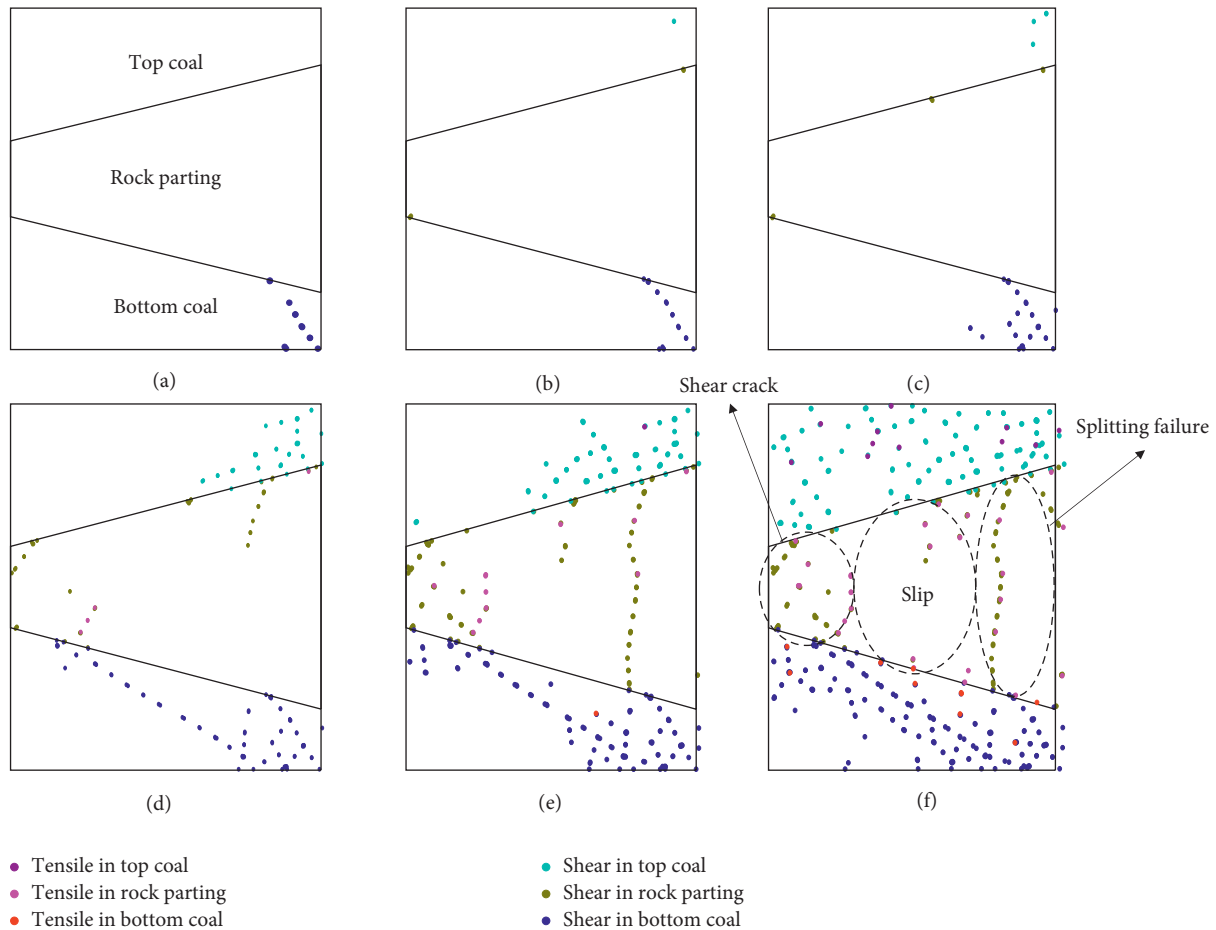 Top coal
Rock parting
Bottom coal
(a)
(b)
(c)
Shear crack
Splitting failure
Slip
(d)
(e)
(f)
Tensile in top coal
Tensile in rock parting
Tensile in bottom coal
Shear in top coal
Shear in rock parting
Shear in bottom coal